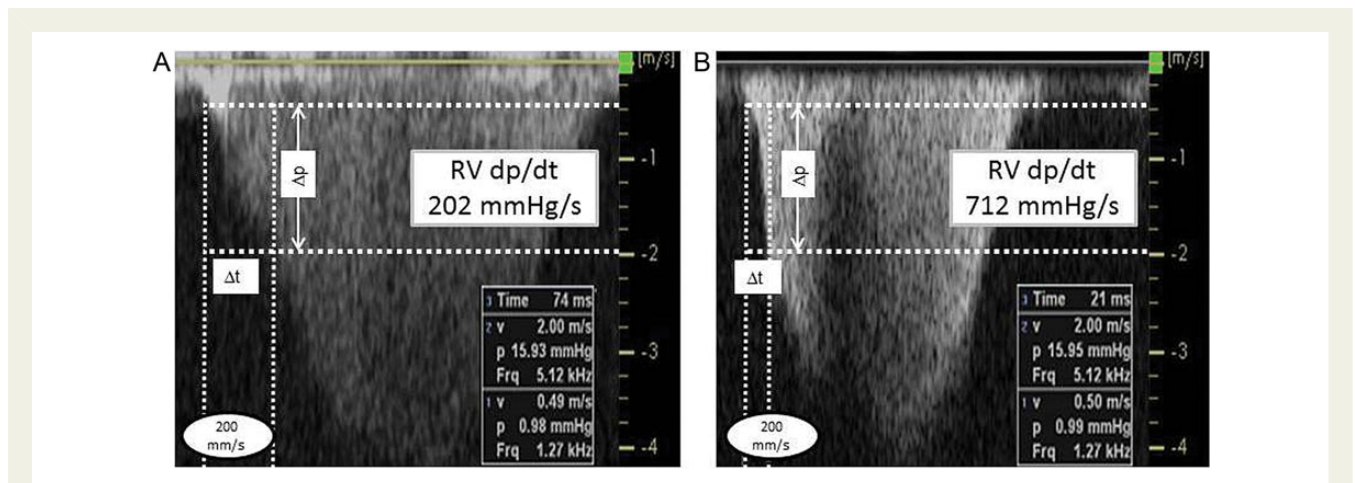 A
[m/s]
Δp
RV dp/dt
202 mmHg/s
-1
-2
Δt
3 Time 74 ms
2 v 2.00 m/s
p 15.93 mmHg
Frq 5.12 kHz
-3
1 v 0.49 m/s
p 0.98 mmHg
Frq 1.27 kHz
200
mm/s
-4
B
[m/s]
Δp
RV dp/dt
712 mmHg/s
-1
-2
Δt
3 Time 21 ms
2 v 2.00 m/s
p 15.95 mmHg
Frq 5.12 kHz
-3
1 v 0.50 m/s
p 0.99 mmHg
Frq 1.27 kHz
200
mm/s
-4